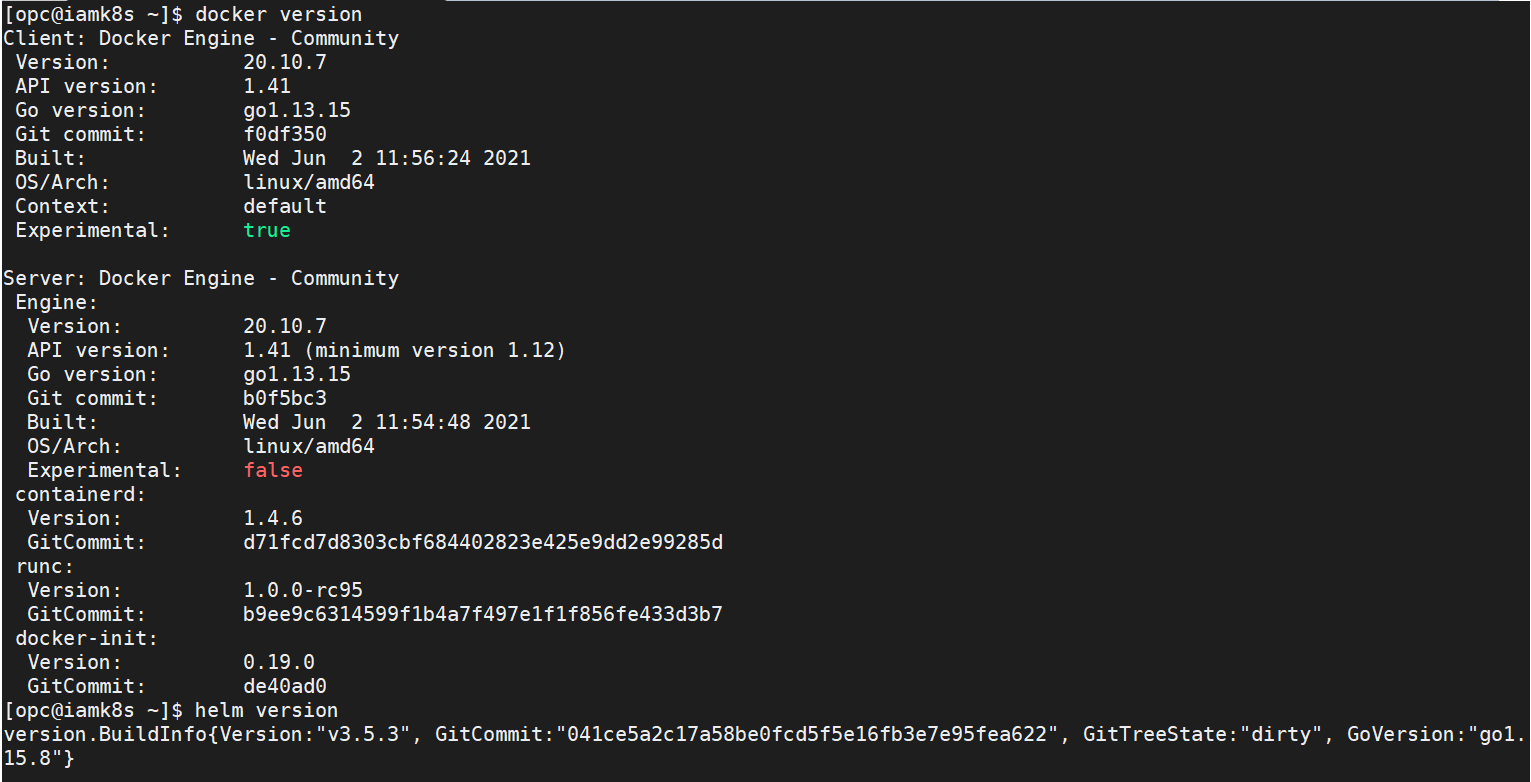 [opc@iamk8s ~]$ docker version
Client: Docker Engine - Community
 Version:           20.10.7
 API version:       1.41
 Go version:        go1.13.15
 Git commit:        f0df350
 Built:             Wed Jun  2 11:56:24 2021
 OS/Arch:           linux/amd64
 Context:           default
 Experimental:      true

Server: Docker Engine - Community
 Engine:
  Version:          20.10.7
  API version:      1.41 (minimum version 1.12)
  Go version:       go1.13.15
  Git commit:       b0f5bc3
  Built:            Wed Jun  2 11:54:48 2021
  OS/Arch:          linux/amd64
  Experimental:     false
 containerd:
  Version:          1.4.6
  GitCommit:        d71fcd7d8303cbf684402823e425e9dd2e99285d
 runc:
  Version:          1.0.0-rc95
  GitCommit:        b9ee9c6314599f1b4a7f497e1f1f856fe433d3b7
 docker-init:
  Version:          0.19.0
  GitCommit:        de40ad0
[opc@iamk8s ~]$ helm version
version.BuildInfo{Version:"v3.5.3", GitCommit:"041ce5a2c17a58be0fcd5f5e16fb3e7e95fea622", GitTreeState:"dirty", GoVersion:"go1.
15.8"}